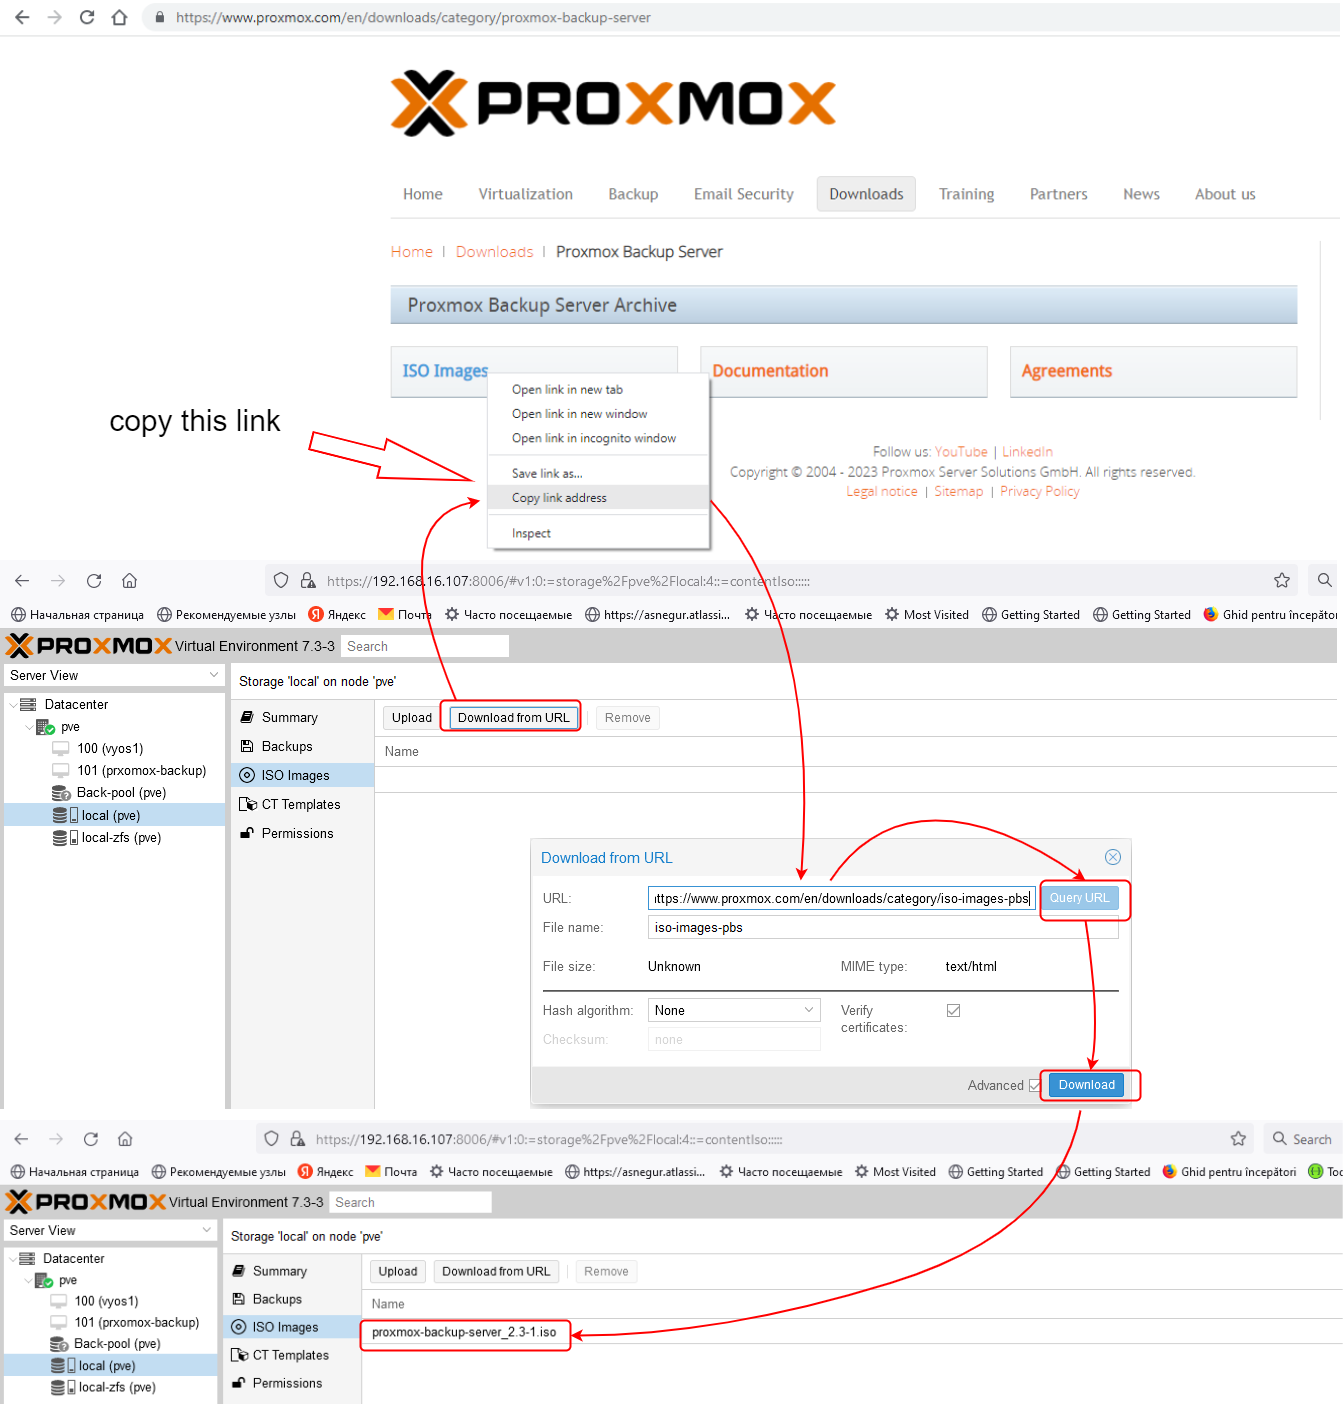 https://www.proxmox.com/en/downloads/category/proxmox-backup-server
PROXMOX
Home Virtualization Backup Email Security Downloads Training Partners News About us
Home | Downloads | Proxmox Backup Server
Proxmox Backup Server Archive
ISO Images Documentation Agreements
Open link in new tab
Open link in new window
Open link in incognito window
Save link as...
Copy link address
Inspect
copy this link
Follow us: YouTube | LinkedIn
Copyright © 2004 - 2023 Proxmox Server Solutions GmbH. All rights reserved.
Legal notice | Sitemap | Privacy Policy
https://192.168.16.107:8006/#v1:0:=storage%2Fpve%2Flocal:4::=contentIso:::::
Начальная страница Рекомендуемые узлы Яндекс Почта Часто посещаемые https://asnegur.atlassi... Часто посещаемые Most Visited Getting Started Getting Started Ghid pentru începător
PROXMOX Virtual Environment 7.3-3 Search
Server View
Storage 'local' on node 'pve'
Datacenter
pve
100 (vyos1)
101 (prxomox-backup)
Back-pool (pve)
local (pve)
local-zfs (pve)
Summary
Backups
ISO Images
CT Templates
Permissions
Upload Download from URL Remove
Name
Download from URL
URL: ttps://www.proxmox.com/en/downloads/category/iso-images-pbs Query URL
File name: iso-images-pbs
File size: Unknown MIME type: text/html
Hash algorithm: None Verify
certificates:
Checksum: none
Advanced Download
https://192.168.16.107:8006/#v1:0:=storage%2Fpve%2Flocal:4::=contentIso::::: Search
Начальная страница Рекомендуемые узлы Яндекс Почта Часто посещаемые https://asnegur.atlassi... Часто посещаемые Most Visited Getting Started Getting Started Ghid pentru începători Too
PROXMOX Virtual Environment 7.3-3 Search
Server View
Storage 'local' on node 'pve'
Datacenter
pve
100 (vyos1)
101 (prxomox-backup)
Back-pool (pve)
local (pve)
local-zfs (pve)
Summary
Backups
ISO Images
CT Templates
Permissions
Upload Download from URL Remove
Name
proxmox-backup-server_2.3-1.iso